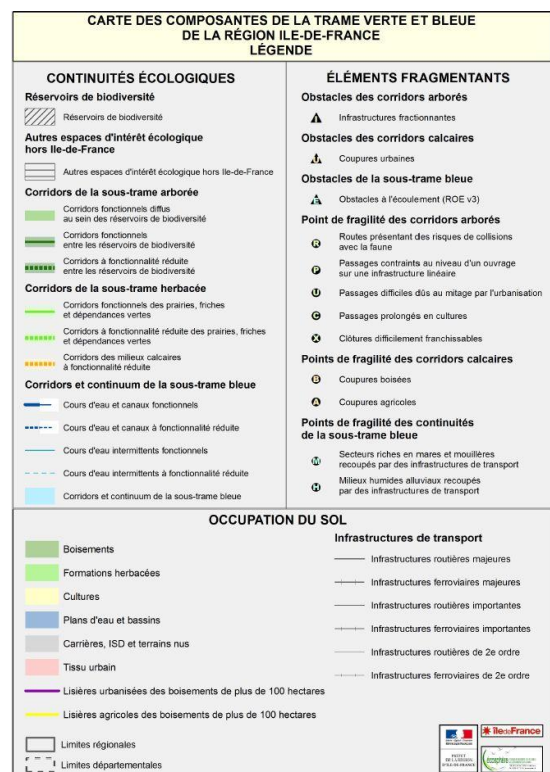 CARTE DES COMPOSANTES DE LA TRAME VERTE ET BLEUE
DE LA RÉGION ILE-DE-FRANCE
LÉGENDE
CONTINUITÉS ÉCOLOGIQUES
Réservoirs de biodiversité
Réservoirs de biodiversité
Autres espaces d'intérêt écologique
hors Ile-de-France
Autres espaces d'intérêt écologique hors Ile-de-France
Corridors de la sous-trame arborée
Corridors fonctionnels diffus
au sein des réservoirs de biodiversité
Corridors fonctionnels
entre les réservoirs de biodiversité
Corridors à fonctionnalité réduite
entre les réservoirs de biodiversité
Corridors de la sous-trame herbacée
Corridors fonctionnels des prairies, friches
et dépendances vertes
Corridors à fonctionnalité réduite des prairies, friches
et dépendances vertes
Corridors des milieux calcaires
à fonctionnalité réduite
Corridors et continuum de la sous-trame bleue
Cours d'eau et canaux fonctionnels
Cours d'eau et canaux à fonctionnalité réduite
Cours d'eau intermittents fonctionnels
Cours d'eau intermittents à fonctionnalité réduite
Corridors et continuum de la sous-trame bleue
ÉLÉMENTS FRAGMENTANTS
Obstacles des corridors arborés
Infrastructures fractionnantes
Obstacles des corridors calcaires
Coupures urbaines
Obstacles de la sous-trame bleue
Obstacles à l'écoulement (ROE v3)
Point de fragilité des corridors arborés
R Routes présentant des risques de collisions
avec la faune
P Passages contraints au niveau d'un ouvrage
sur une infrastructure linéaire
U Passages difficiles dûs au mitage par l'urbanisation
C Passages prolongés en cultures
X Clôtures difficilement franchissables
Points de fragilité des corridors calcaires
B Coupures boisées
A Coupures agricoles
Points de fragilité des continuités
de la sous-trame bleue
M Secteurs riches en mares et mouillères
recoupés par des infrastructures de transport
H Milieux humides alluviaux recoupés
par des infrastructures de transport
OCCUPATION DU SOL
Boisements
Formations herbacées
Cultures
Plans d'eau et bassins
Carrières, ISD et terrains nus
Tissu urbain
Lisières urbanisées des boisements de plus de 100 hectares
Lisières agricoles des boisements de plus de 100 hectares
Limites régionales
Limites départementales
Infrastructures de transport
Infrastructures routières majeures
Infrastructures ferroviaires majeures
Infrastructures routières importantes
Infrastructures ferroviaires importantes
Infrastructures routières de 2e ordre
Infrastructures ferroviaires de 2e ordre
îledeFrance
PRÉFET
DE LA RÉGION
D'ILE-DE-FRANCE